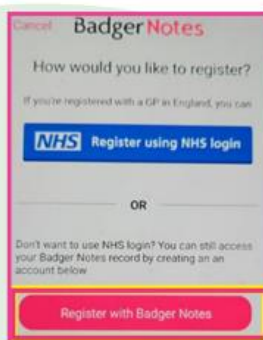 Cancel
Badger Notes
How would you like to register?
If you're registered with a GP in England, you can
NHS Register using NHS login
OR
Don't want to use NHS login? You can still access
your Badger Notes record by creating an an
account below
Register with Badger Notes